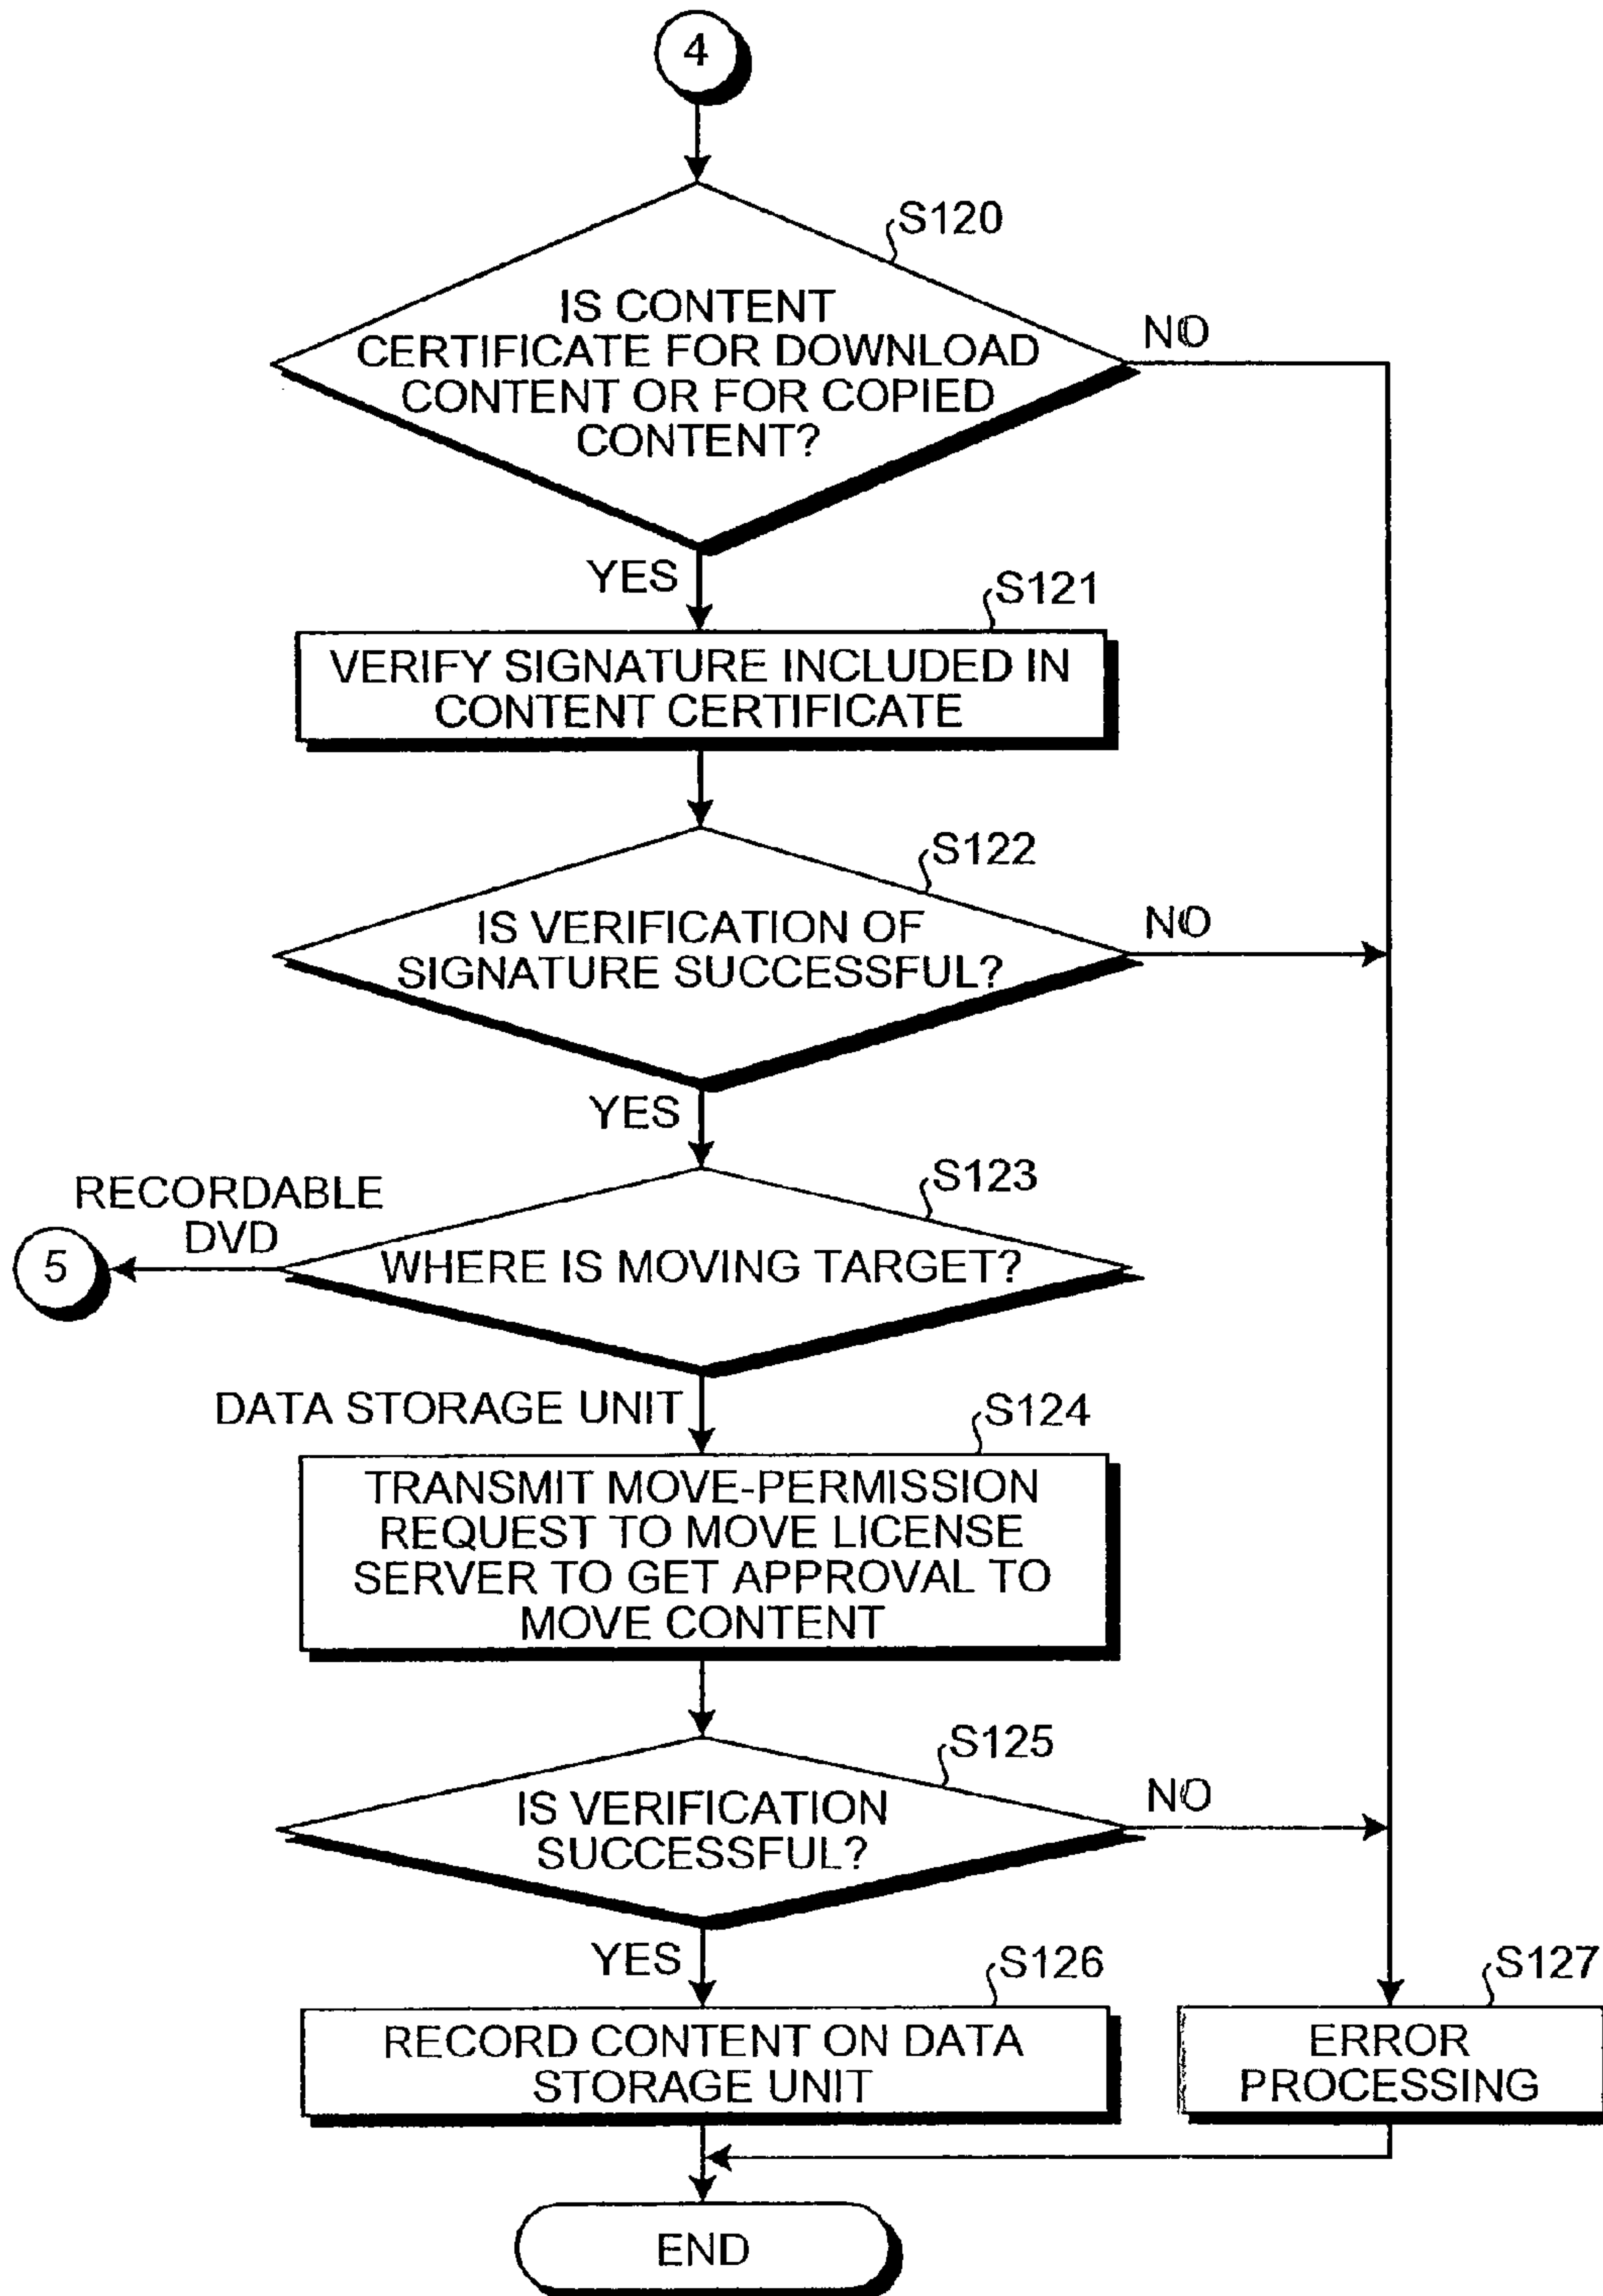 4
S120
IS CONTENT
CERTIFICATE FOR DOWNLOAD
CONTENT OR FOR COPIED
CONTENT?
NO
YES
S121
VERIFY SIGNATURE INCLUDED IN
CONTENT CERTIFICATE
S122
IS VERIFICATION OF
SIGNATURE SUCCESSFUL?
NO
YES
S123
RECORDABLE
DVD
5
WHERE IS MOVING TARGET?
DATA STORAGE UNIT
S124
TRANSMIT MOVE-PERMISSION
REQUEST TO MOVE LICENSE
SERVER TO GET APPROVAL TO
MOVE CONTENT
S125
IS VERIFICATION
SUCCESSFUL?
NO
YES
S126
RECORD CONTENT ON DATA
STORAGE UNIT
S127
ERROR
PROCESSING
END